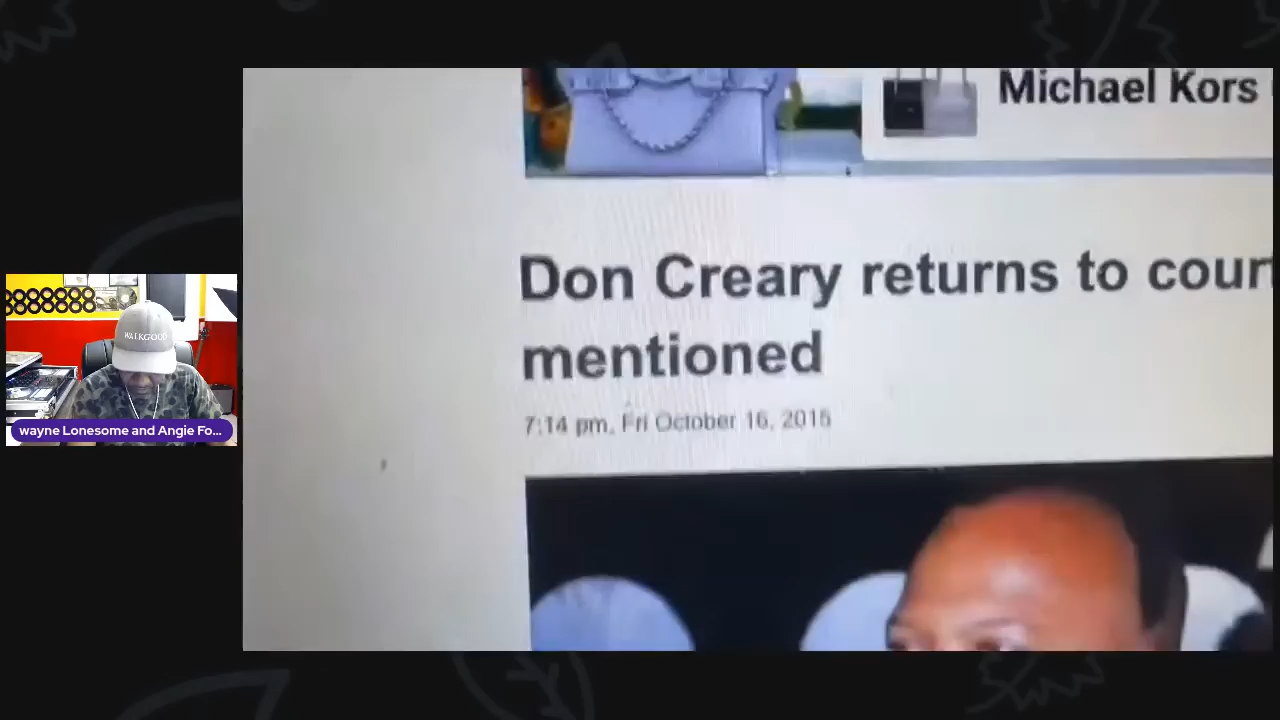 Michael Kors
Don Creary returns to cour
mentioned
7:14 pm, Fri October 16, 2015
WALKGOOD
wayne Lonesome and Angie Fo...